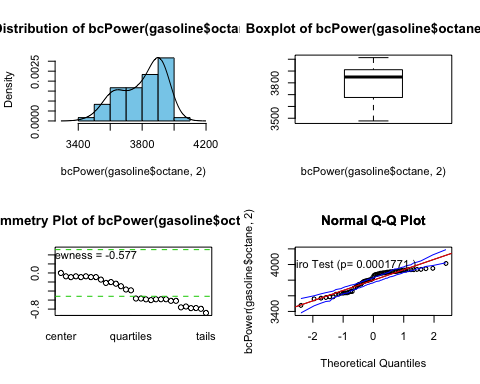 Distribution of bcPower(gasoline$octa
Density
0.0000
0.0025
3400
3800
4200
bcPower(gasoline$octane, 2)
Boxplot of bcPower(gasoline$octane
3500
3800
bcPower(gasoline$octane, 2)
mmetry Plot of bcPower(gasoline$oct
ewness = -0.577
0.0
-0.8
center
quartiles
tails
Normal Q-Q Plot
bcPower(gasoline$octane, 2)
iro Test (p= 0.0001771 )
3400
4000
-2
-1
0
1
2
Theoretical Quantiles